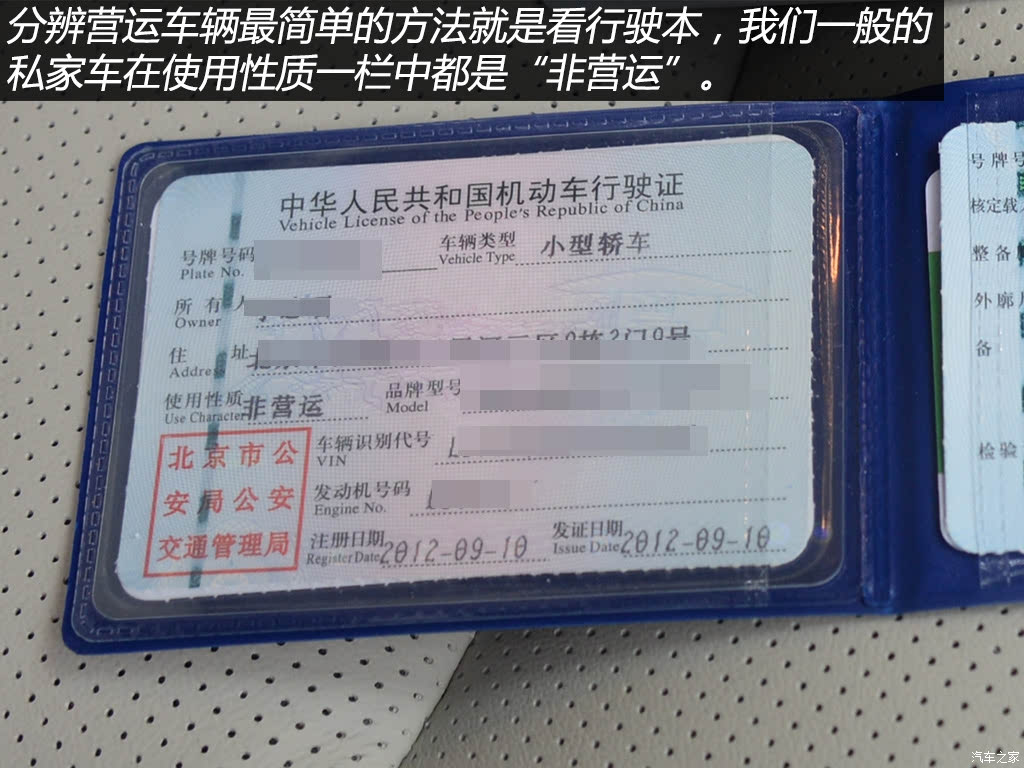 分辨营运车辆最简单的方法就是看行驶本，我们一般的
私家车在使用性质一栏中都是“非营运”。
中华人民共和国机动车行驶证
Vehicle License of the People's Republic of China
号牌号码
Plate No.
车辆类型 小型轿车
Vehicle Type
所有人
Owner
住址
Address
使用性质 非营运
Use Character
品牌型号
Model
北京市公
安局公安
交通管理局
车辆识别代号
VIN
发动机号码
Engine No.
注册日期 2012-09-10
Register Date
发证日期 2012-09-10
Issue Date
号牌号
核定载
整备
外廓
备
检验
汽车之家